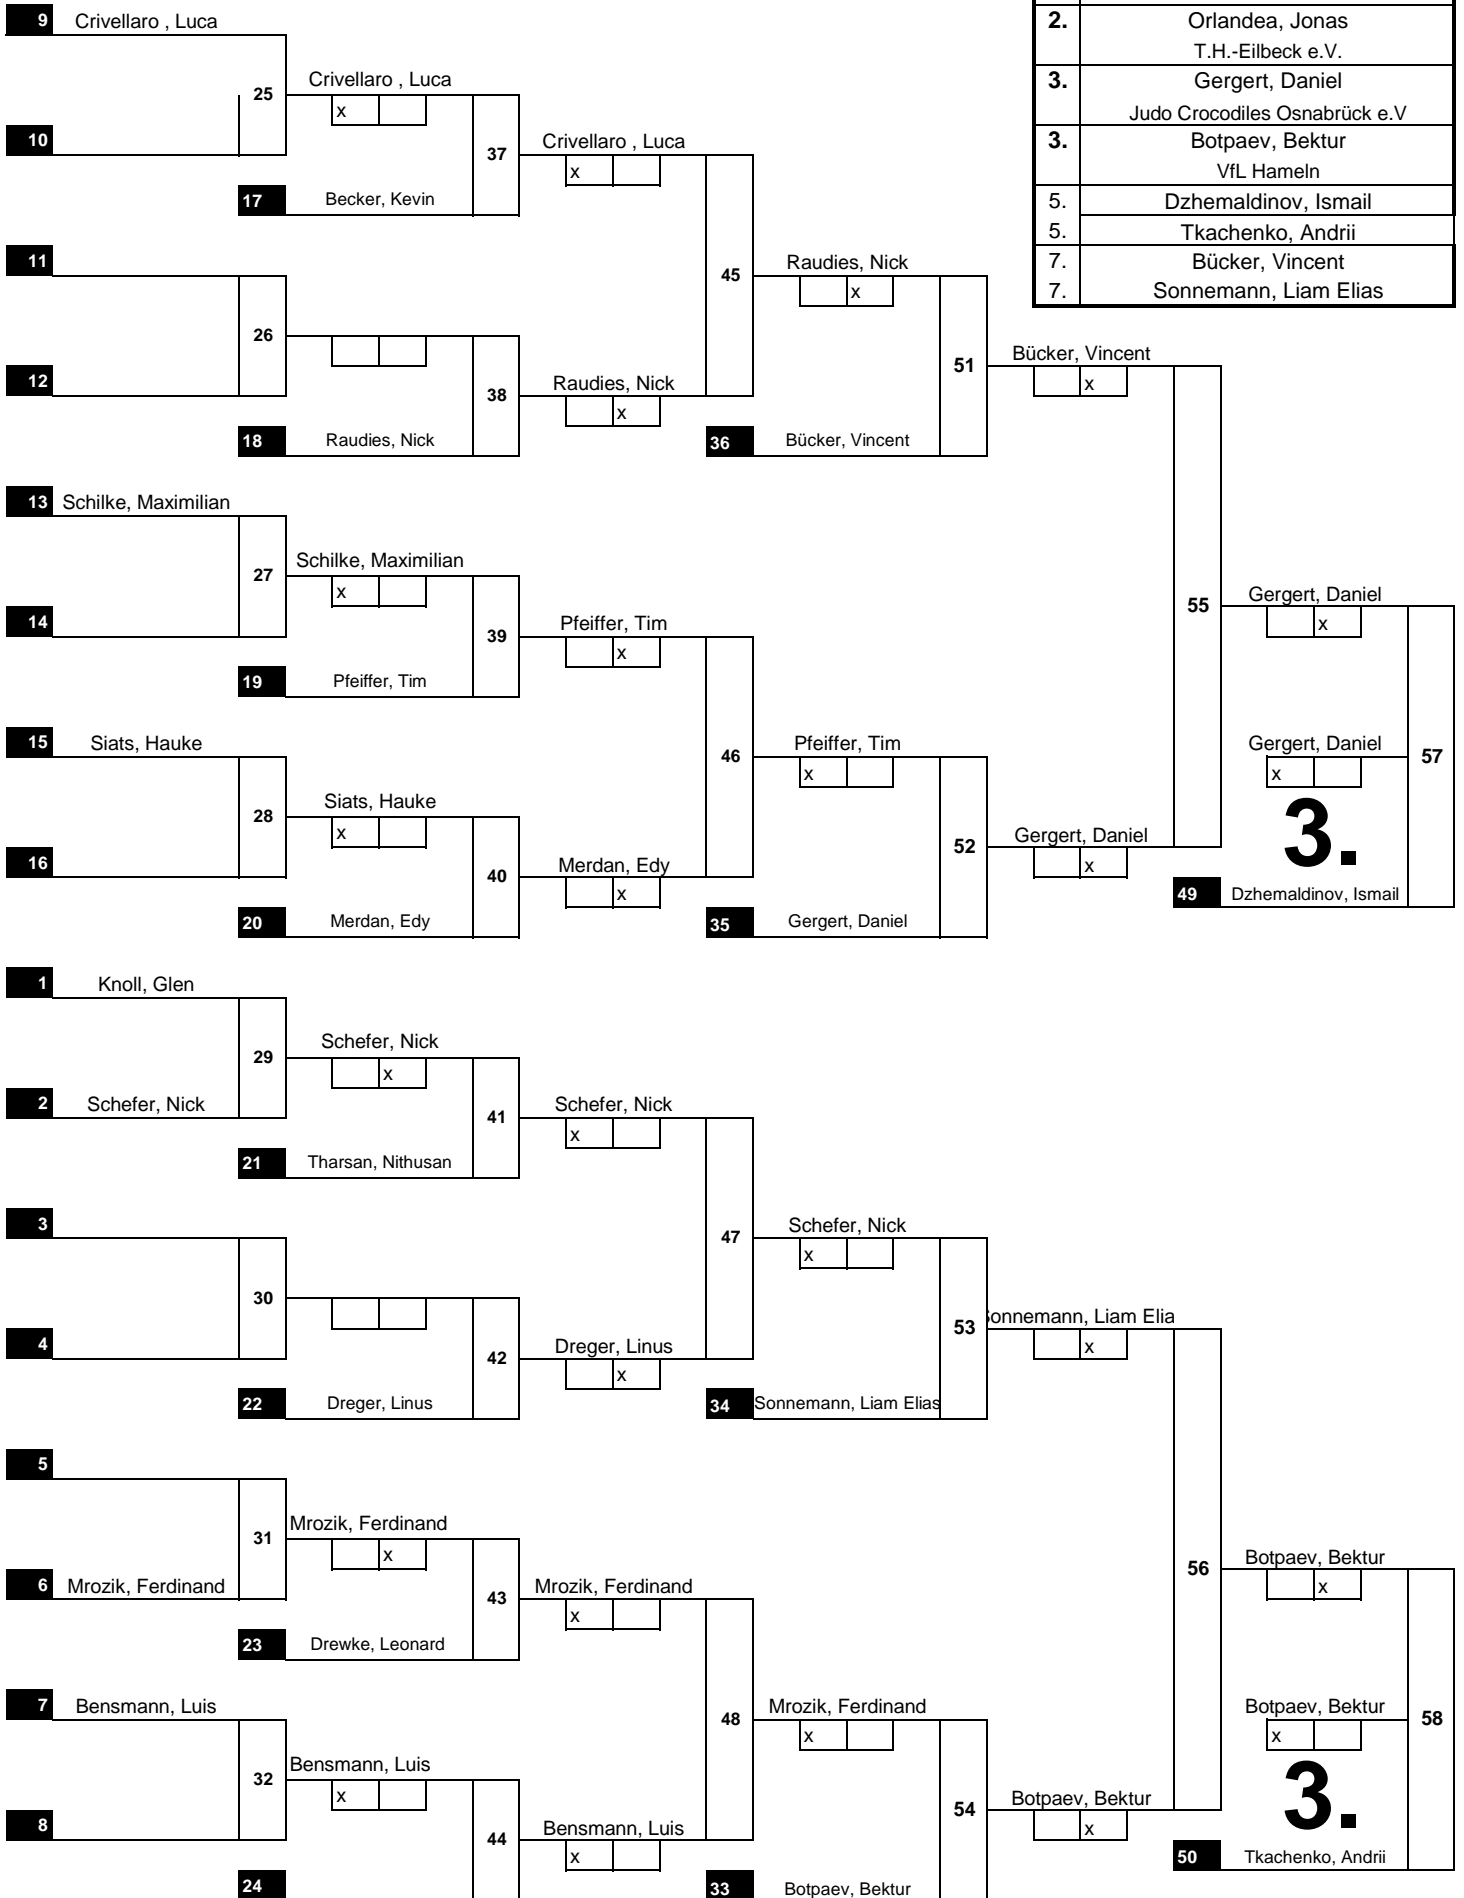 9 Crivellaro , Luca
2. Orlandea, Jonas
T.H.-Eilbeck e.V.
3. Gergert, Daniel
Judo Crocodiles Osnabrück e.V
3. Botpaev, Bektur
VfL Hameln
5. Dzhemaldinov, Ismail
5. Tkachenko, Andrii
7. Bücker, Vincent
7. Sonnemann, Liam Elias
Crivellaro , Luca
25
x
10
Crivellaro , Luca
37
x
17 Becker, Kevin
11
Raudies, Nick
45
x
26
12
Raudies, Nick
38
x
18 Raudies, Nick
36 Bücker, Vincent
51
Bücker, Vincent
x
13 Schilke, Maximilian
Schilke, Maximilian
27
x
14
Pfeiffer, Tim
39
x
19 Pfeiffer, Tim
55
Gergert, Daniel
x
15 Siats, Hauke
46
Pfeiffer, Tim
x
Gergert, Daniel
57
x
3.
Siats, Hauke
28
x
16
Merdan, Edy
40
x
20 Merdan, Edy
35 Gergert, Daniel
52
Gergert, Daniel
x
49 Dzhemaldinov, Ismail
1 Knoll, Glen
Schefer, Nick
29
x
2 Schefer, Nick
Schefer, Nick
41
x
21 Tharsan, Nithusan
3
47
Schefer, Nick
x
30
4
Dreger, Linus
42
x
22 Dreger, Linus
34 Sonnemann, Liam Elias
53
onnemann, Liam Elia
x
5
Mrozik, Ferdinand
31
x
6 Mrozik, Ferdinand
Mrozik, Ferdinand
43
x
23 Drewke, Leonard
56
Botpaev, Bektur
x
7 Bensmann, Luis
48
Mrozik, Ferdinand
x
Botpaev, Bektur
58
x
3.
Bensmann, Luis
32
x
8
Bensmann, Luis
44
x
24
33 Botpaev, Bektur
54
Botpaev, Bektur
x
50 Tkachenko, Andrii